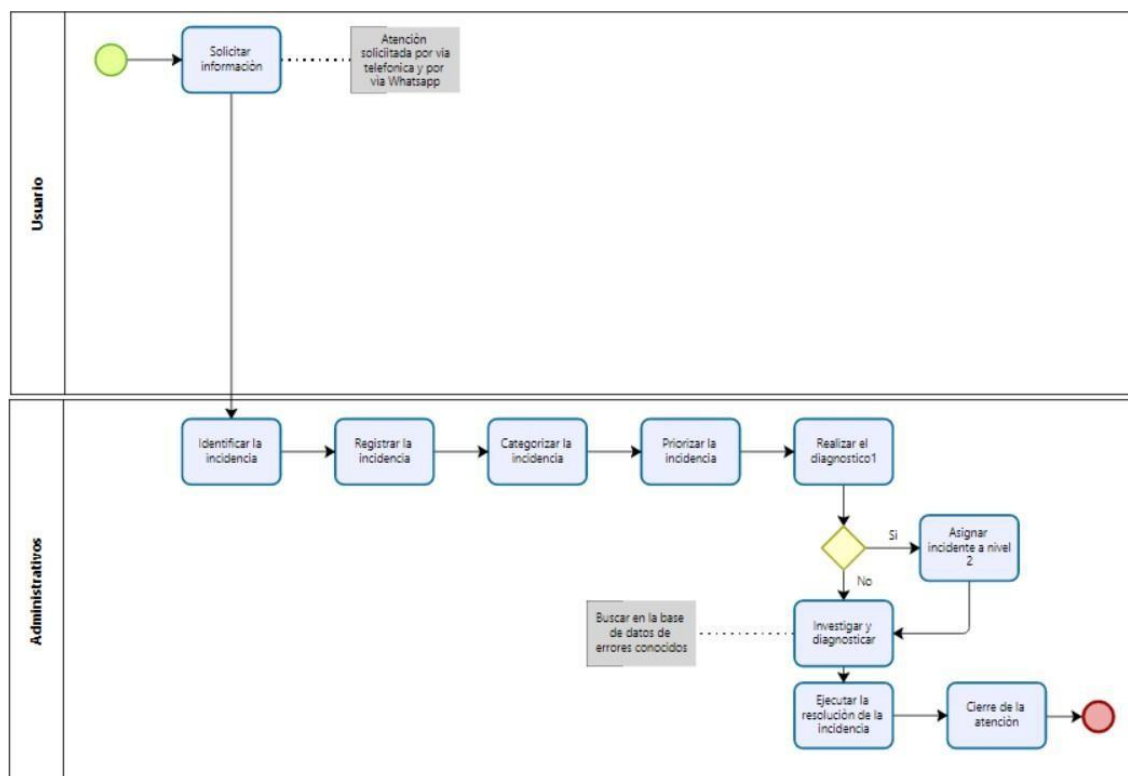 Usuario
Solicitar
información
Atención
soliciitada por via
telefonica y por
via Whatsapp
Administrativos
Identificar la
incidencia
Registrar la
incidencia
Categorizar la
incidencia
Priorizar la
incidencia
Realizar el
diagnostico1
Si
Asignar
incidente a nivel
2
No
Buscar en la base
de datos de
errores conocidos
Investigar y
diagnosticar
Ejecutar la
resolución de la
incidencia
Cierre de la
atención